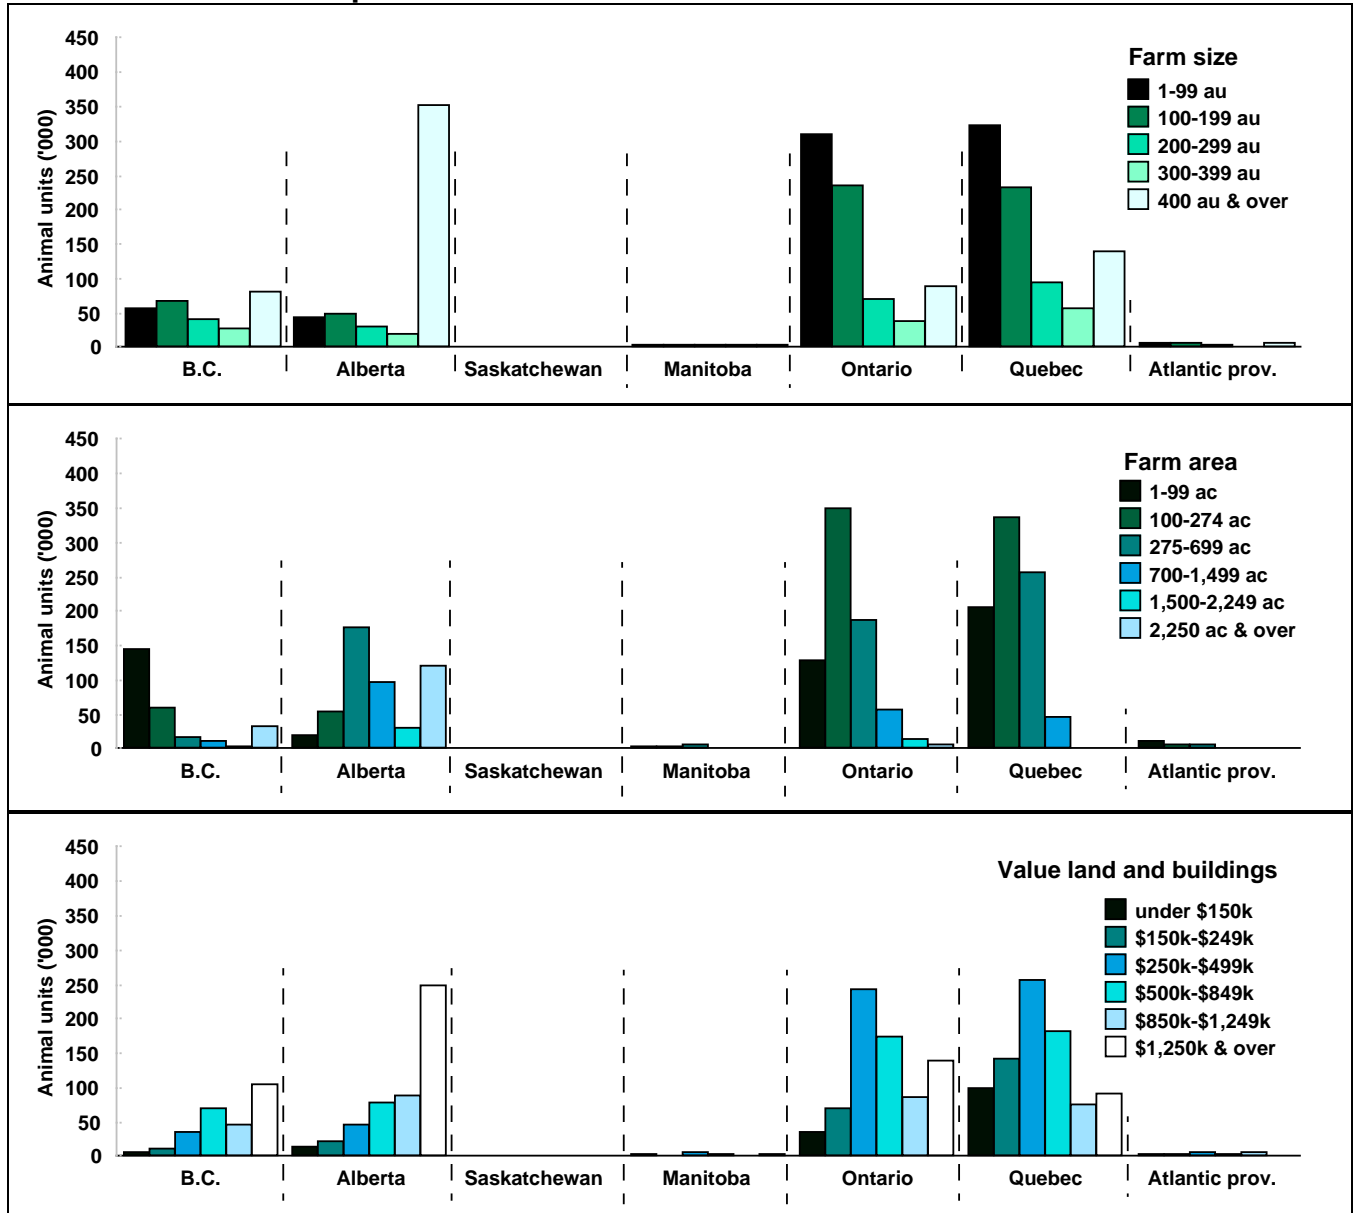 450
400
350
300
250
200
150
100
50
0
Animal units ('000)
Farm size
1-99 au
100-199 au
200-299 au
300-399 au
400 au & over
B.C. Alberta Saskatchewan Manitoba Ontario Quebec Atlantic prov.
450
400
350
300
250
200
150
100
50
0
Animal units ('000)
Farm area
1-99 ac
100-274 ac
275-699 ac
700-1,499 ac
1,500-2,249 ac
2,250 ac & over
B.C. Alberta Saskatchewan Manitoba Ontario Quebec Atlantic prov.
450
400
350
300
250
200
150
100
50
0
Animal units ('000)
Value land and buildings
under $150k
$150k-$249k
$250k-$499k
$500k-$849k
$850k-$1,249k
$1,250k & over
B.C. Alberta Saskatchewan Manitoba Ontario Quebec Atlantic prov.